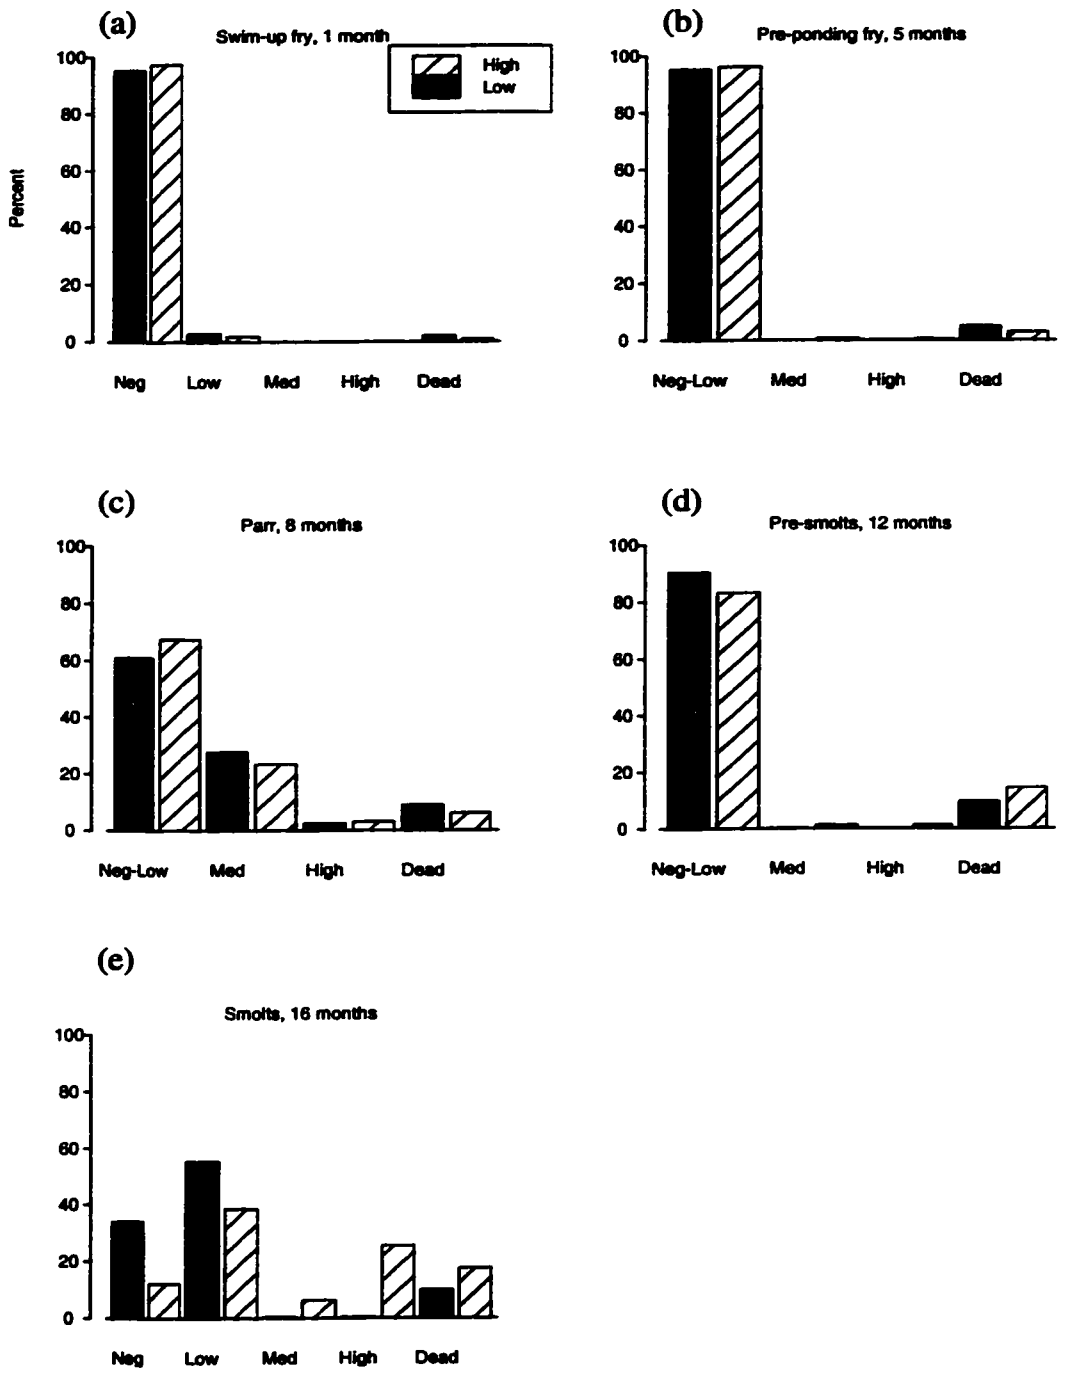 (a)
Swim-up fry, 1 month
High
Low
Percent
100
80
60
40
20
0
Neg Low Med High Dead
(b)
Pre-ponding fry, 5 months
100
80
60
40
20
0
Neg-Low Med High Dead
(c)
Parr, 8 months
100
80
60
40
20
0
Neg-Low Med High Dead
(d)
Pre-smolts, 12 months
100
80
60
40
20
0
Neg-Low Med High Dead
(e)
Smolts, 16 months
100
80
60
40
20
0
Neg Low Med High Dead